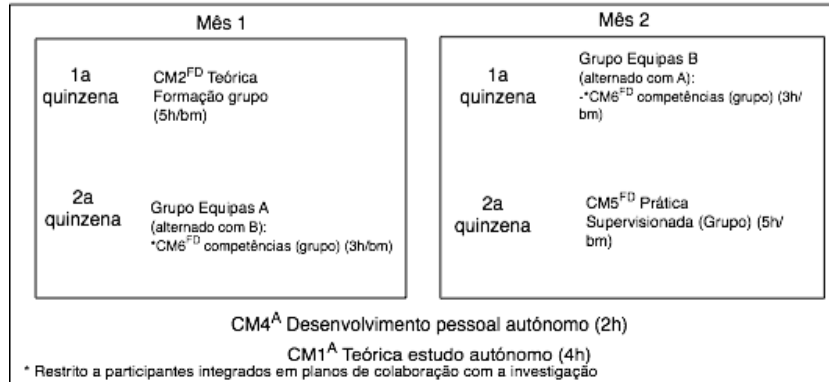 Mês 1
1a
quinzena
CM2^FD Teórica
Formação grupo
(5h/bm)
2a
quinzena
Grupo Equipas A
(alternado com B):
*CM6^FD competências (grupo) (3h/bm)
Mês 2
1a
quinzena
Grupo Equipas B
(alternado com A):
-*CM6^FD competências (grupo) (3h/
bm)
2a
quinzena
CM5^FD Prática
Supervisionada (Grupo) (5h/
bm)
CM4^A Desenvolvimento pessoal autónomo (2h)
CM1^A Teórica estudo autónomo (4h)
* Restrito a participantes integrados em planos de colaboração com a investigação